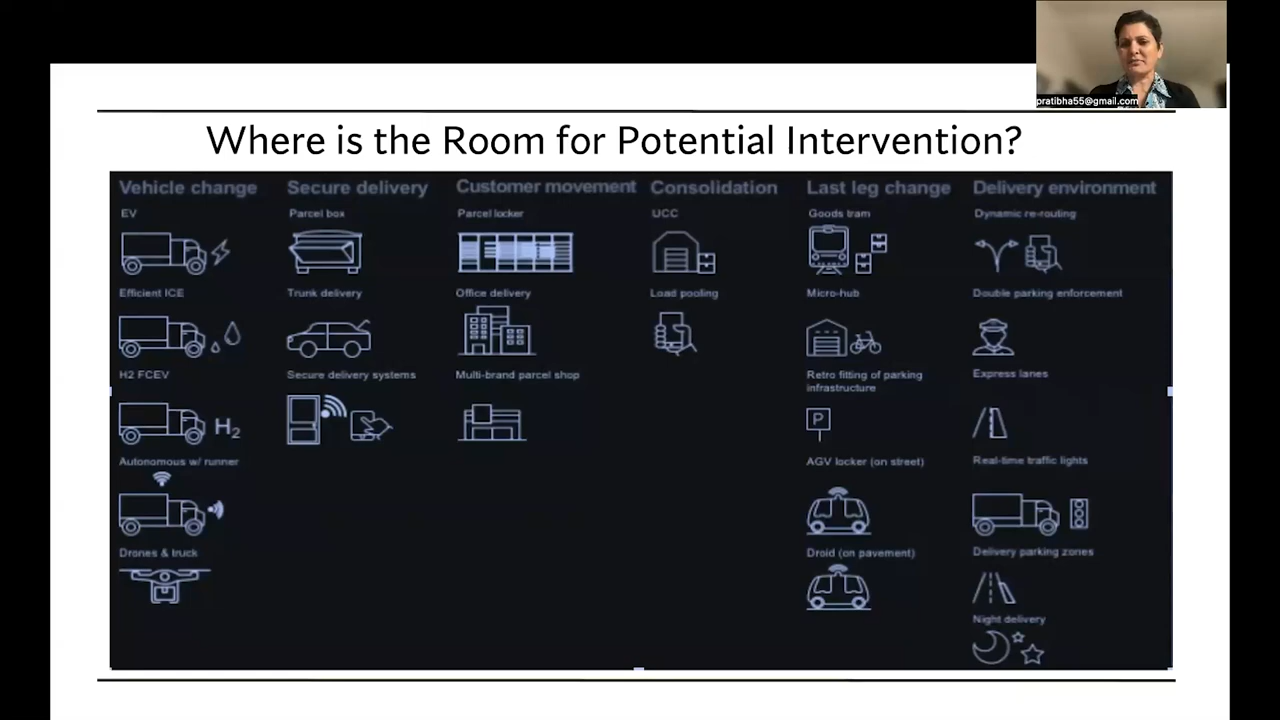 pratibha55@gmail.com
Where is the Room for Potential Intervention?
Vehicle change
EV
Efficient ICE
H2 FCEV
H2
Autonomous w/ runner
Drones & truck
Secure delivery
Parcel box
Trunk delivery
Secure delivery systems
Customer movement
Parcel locker
Office delivery
Multi-brand parcel shop
Consolidation
UCC
Load pooling
Last leg change
Goods tram
Micro-hub
Retro fitting of parking
infrastructure
P
AGV locker (on street)
Droid (on pavement)
Delivery environment
Dynamic re-routing
Double parking enforcement
Express lanes
Real-time traffic lights
Delivery parking zones
Night delivery